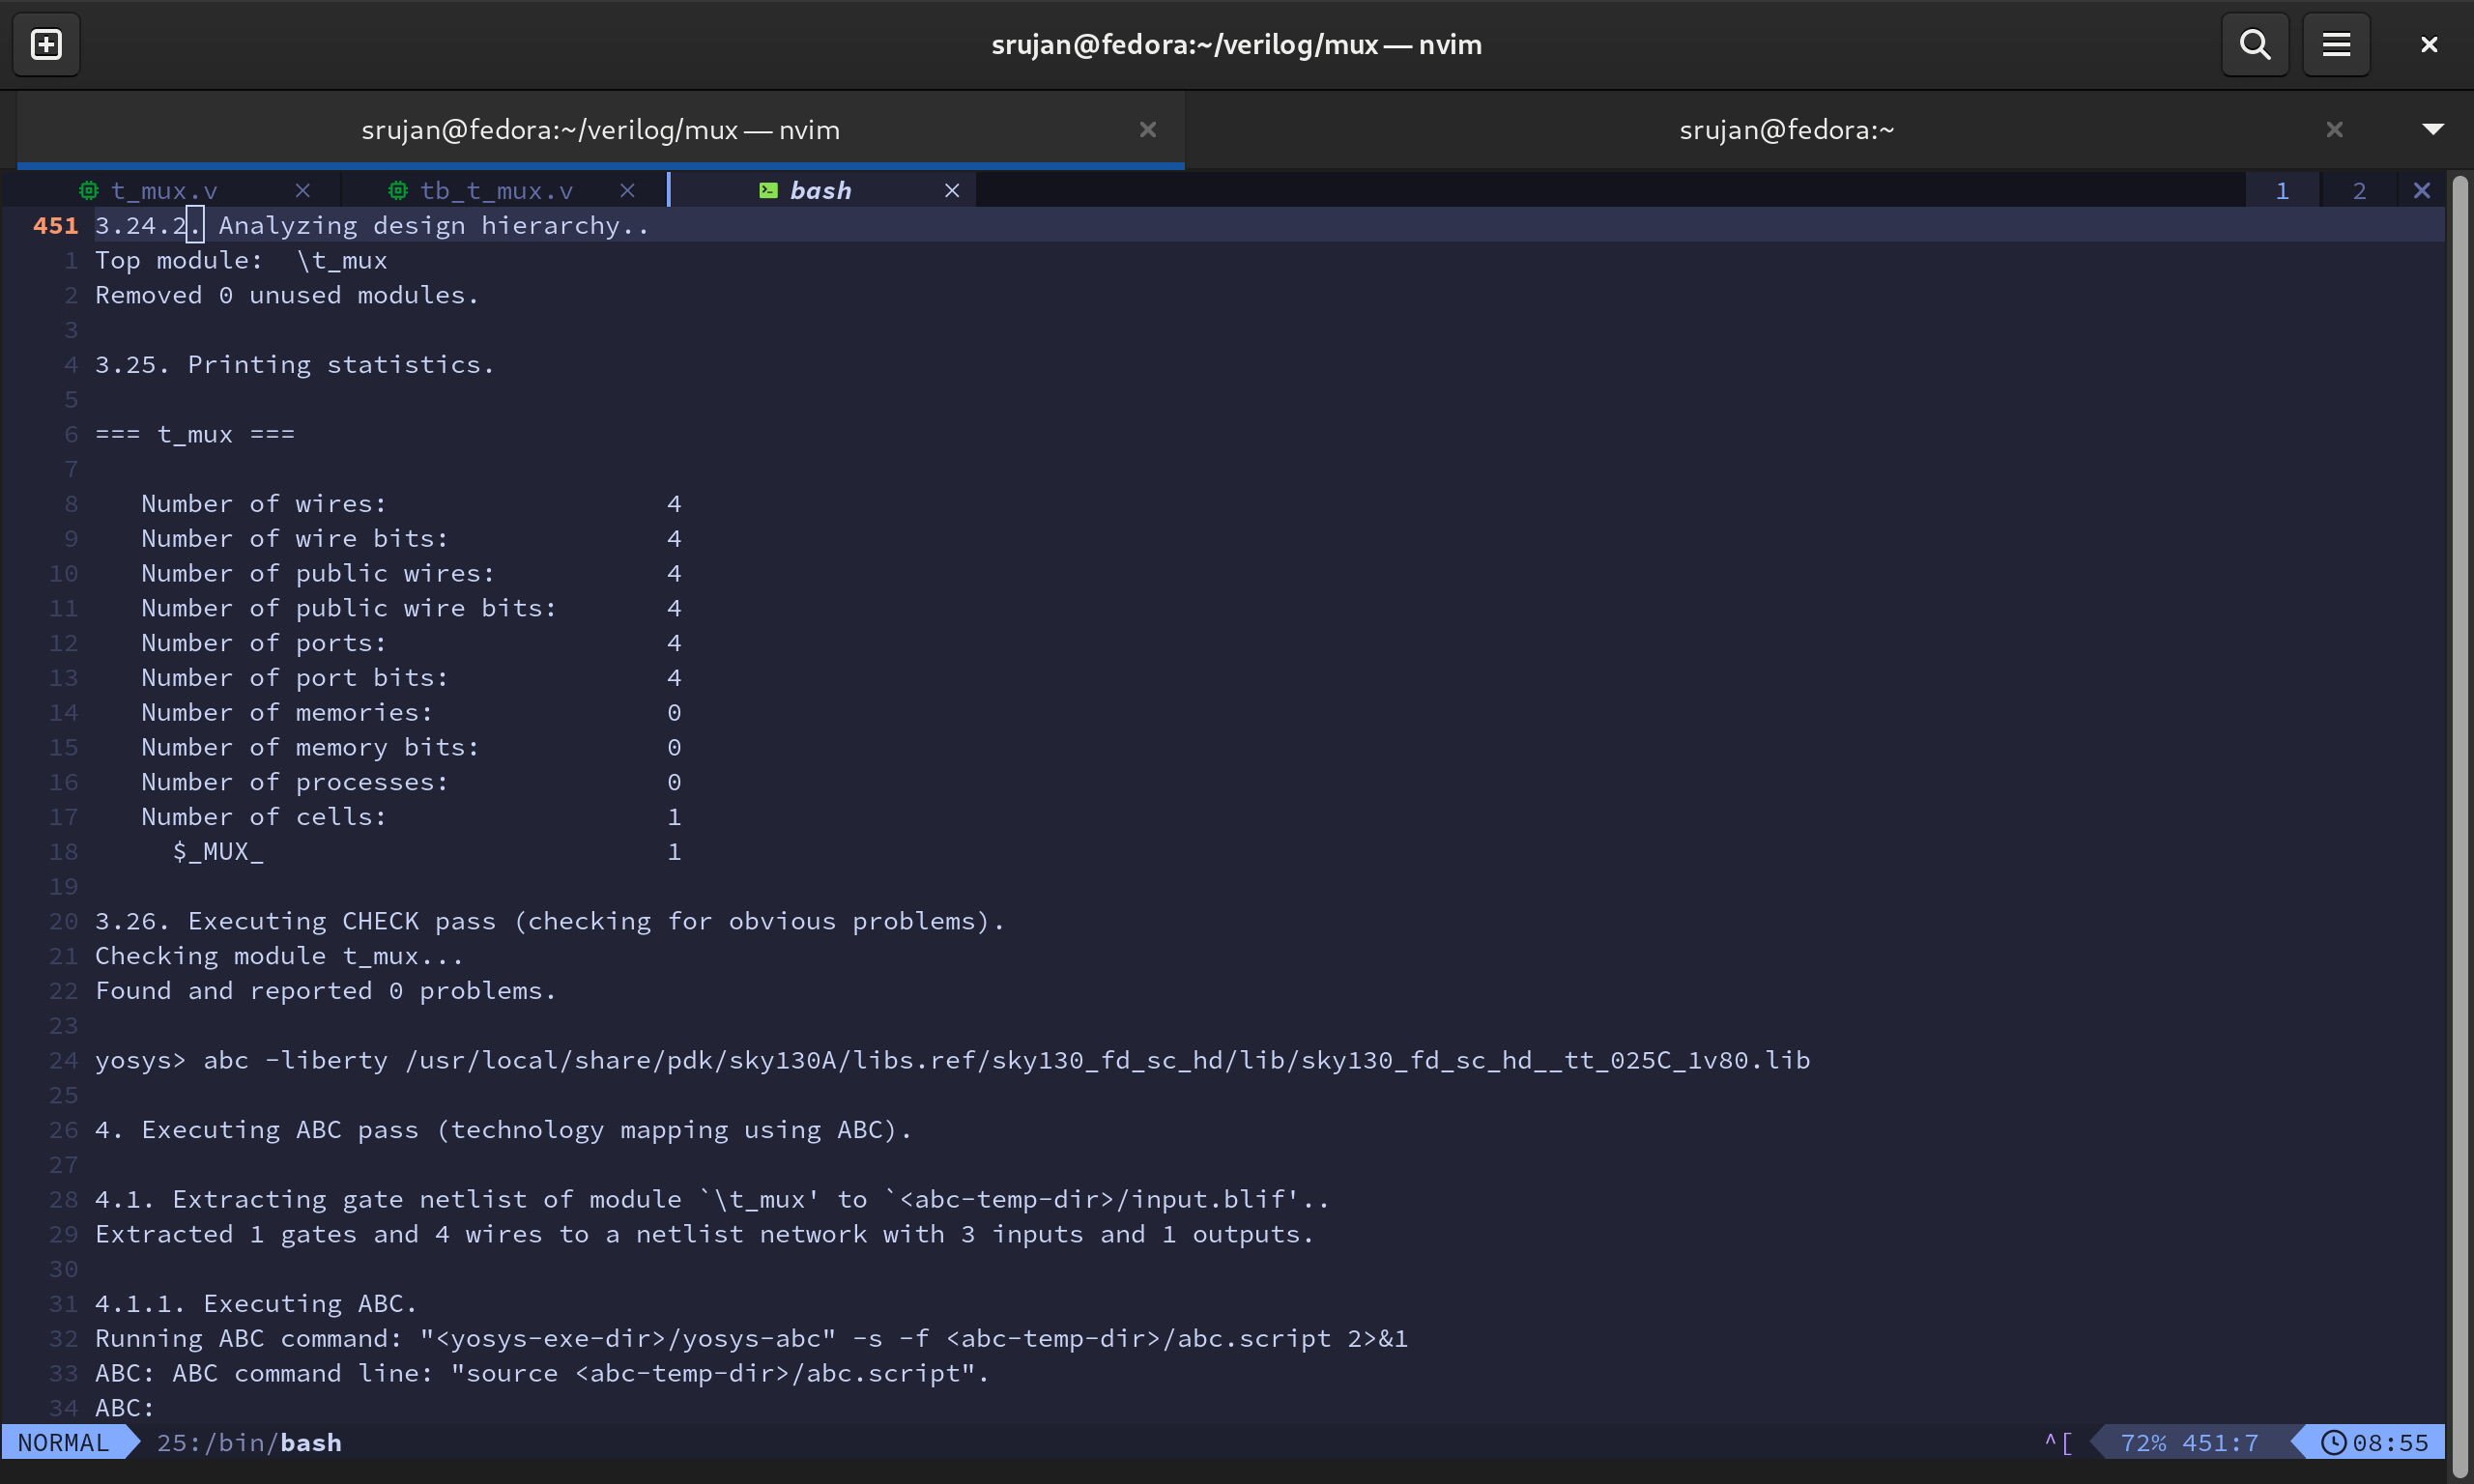 srujan@fedora:~/verilog/mux — nvim
srujan@fedora:~/verilog/mux — nvim
srujan@fedora:~
t_mux.v
tb_t_mux.v
bash
1 2
451 3.24.2. Analyzing design hierarchy..
1 Top module:  \t_mux
2 Removed 0 unused modules.
3
4 3.25. Printing statistics.
5
6 === t_mux ===
7
8    Number of wires:                  4
9    Number of wire bits:              4
10    Number of public wires:           4
11    Number of public wire bits:       4
12    Number of ports:                  4
13    Number of port bits:              4
14    Number of memories:               0
15    Number of memory bits:            0
16    Number of processes:              0
17    Number of cells:                  1
18      $_MUX_                          1
19
20 3.26. Executing CHECK pass (checking for obvious problems).
21 Checking module t_mux...
22 Found and reported 0 problems.
23
24 yosys> abc -liberty /usr/local/share/pdk/sky130A/libs.ref/sky130_fd_sc_hd/lib/sky130_fd_sc_hd__tt_025C_1v80.lib
25
26 4. Executing ABC pass (technology mapping using ABC).
27
28 4.1. Extracting gate netlist of module `\t_mux' to `<abc-temp-dir>/input.blif'..
29 Extracted 1 gates and 4 wires to a netlist network with 3 inputs and 1 outputs.
30
31 4.1.1. Executing ABC.
32 Running ABC command: "<yosys-exe-dir>/yosys-abc" -s -f <abc-temp-dir>/abc.script 2>&1
33 ABC: ABC command line: "source <abc-temp-dir>/abc.script".
34 ABC:
NORMAL 25:/bin/bash ^[ 72% 451:7 08:55